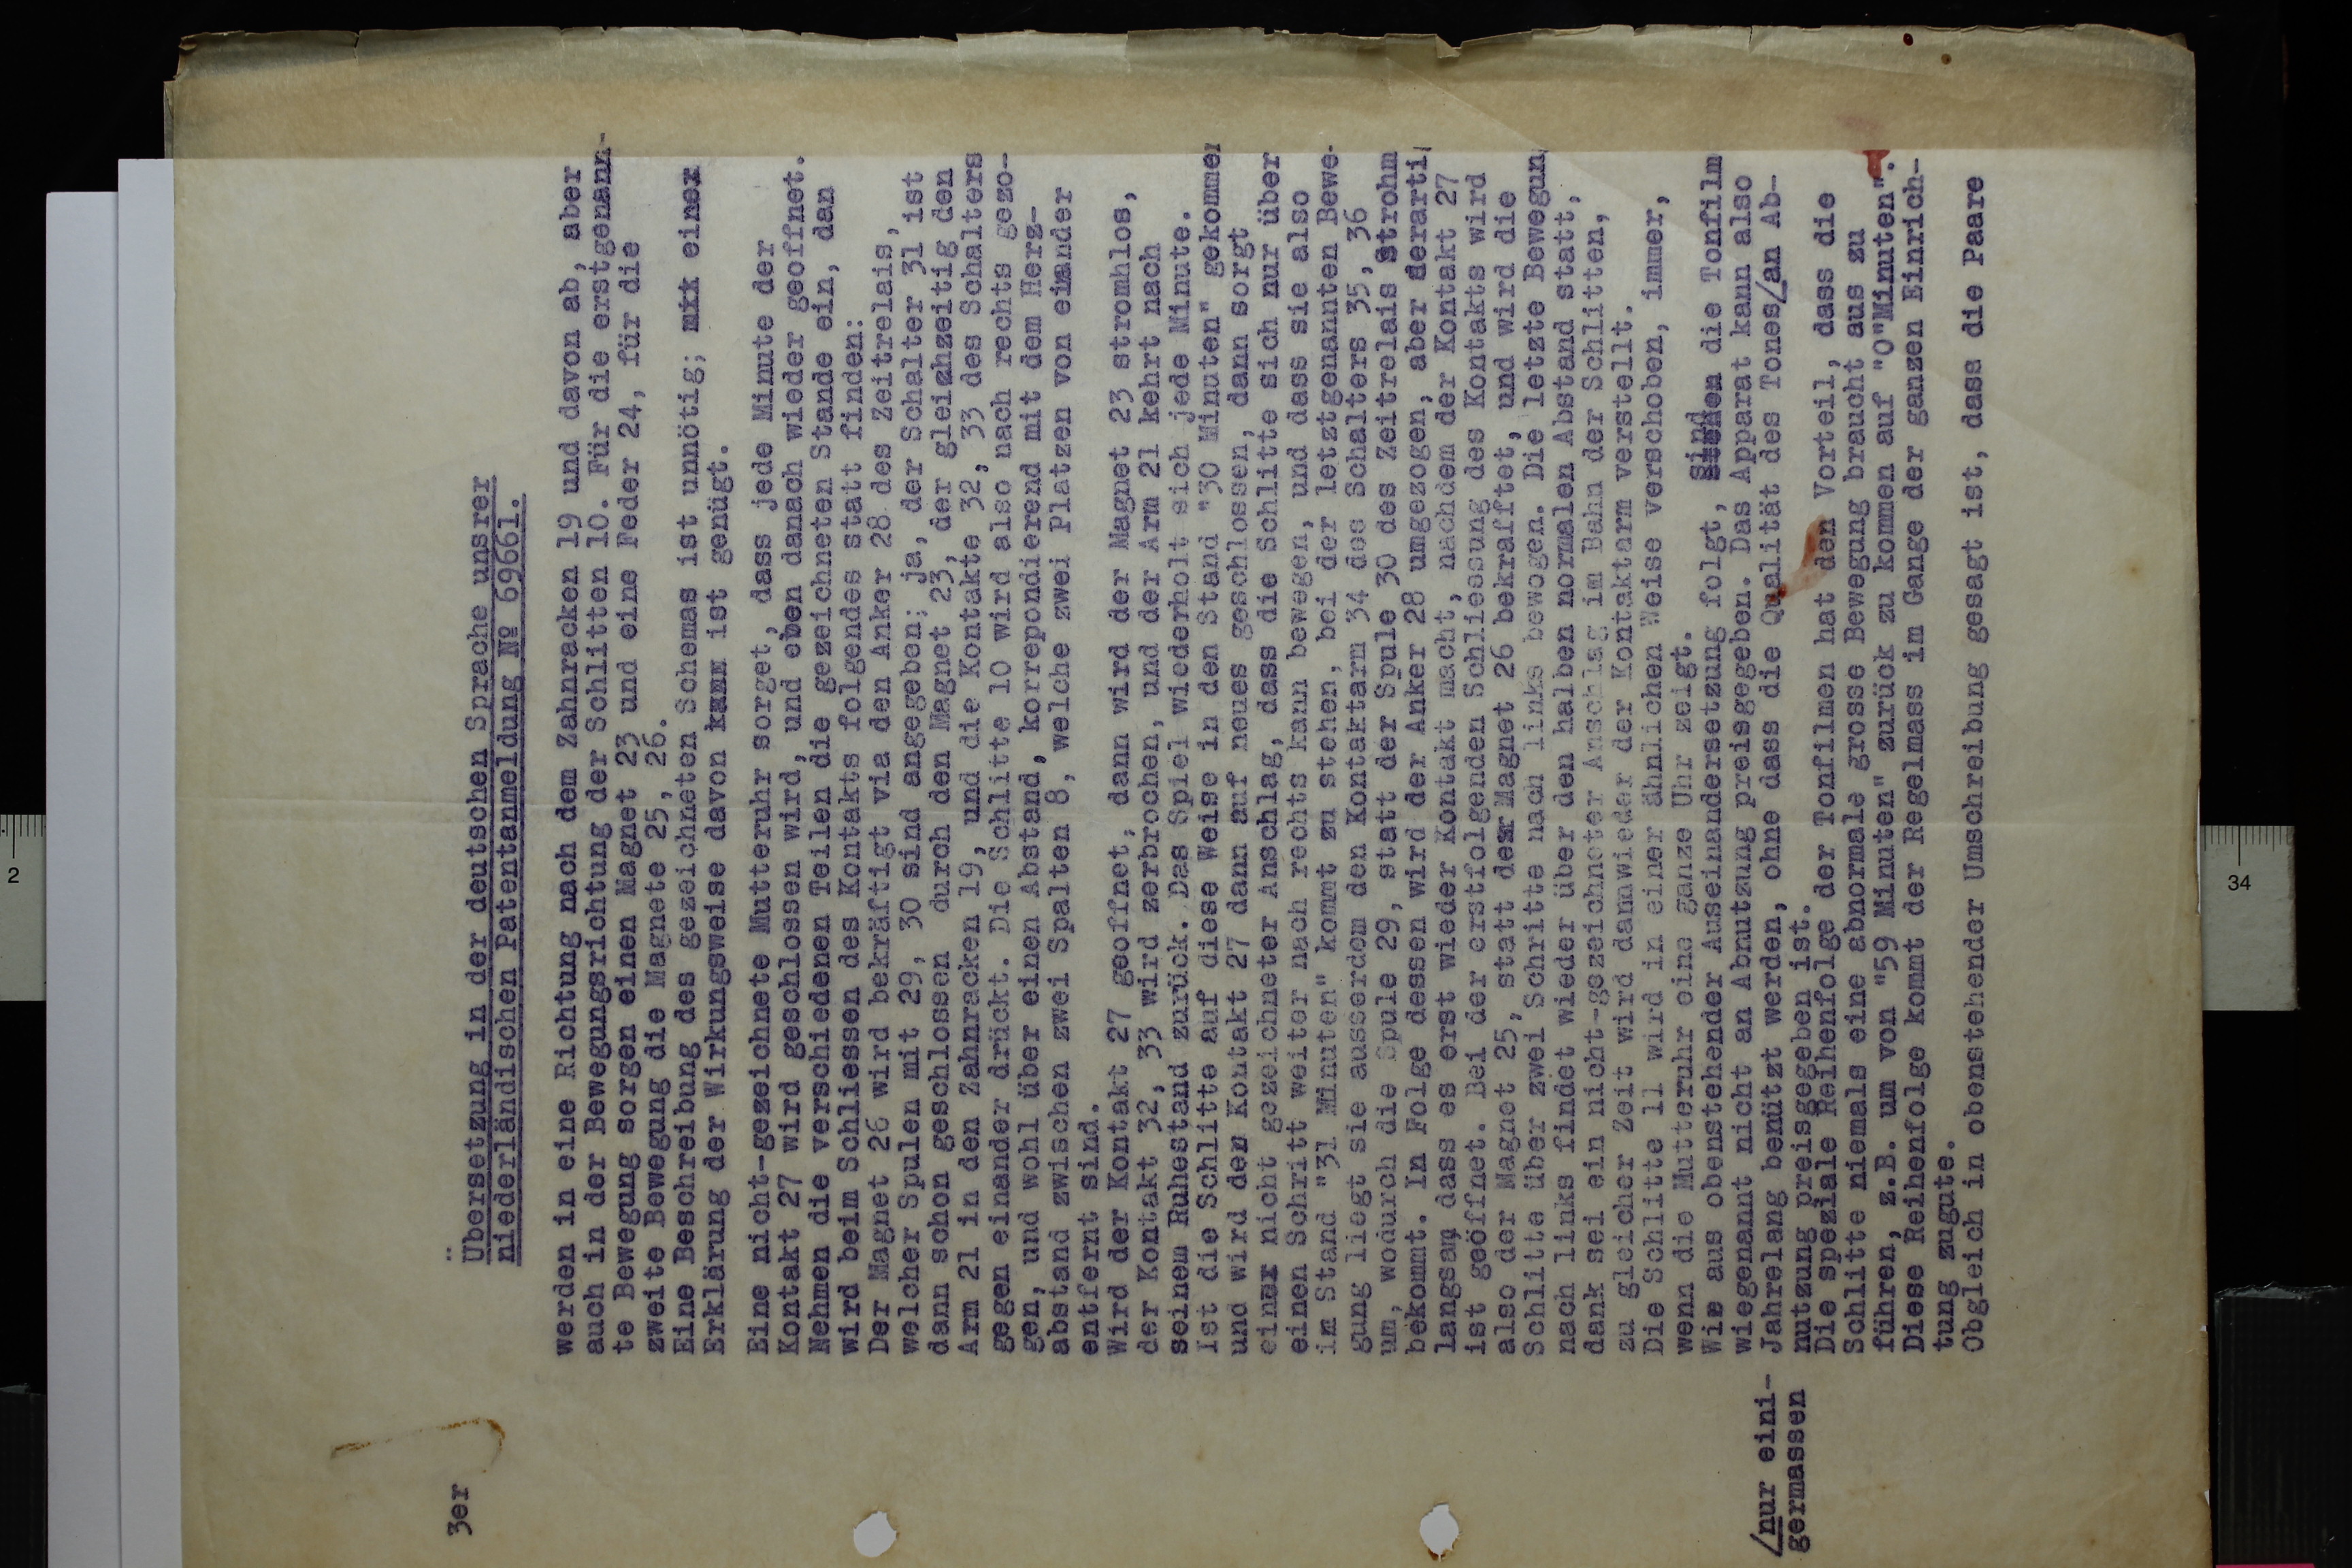 3er
Übersetzung in der deutschen Sprache unsrer
niederländischen Patentanmeldung Nº 69661.
werden in eine Richtung nach dem Zahnracken 19 und davon ab, aber
auch in der Bewegungsrichtung der Schlitten 10. Für die erstgenann-
te Bewegung sorgen einen Magnet 23 und eine Feder 24, für die
zweite Bewegung die Magnete 25, 26.
Eine Beschreibung des gezeichneten Schemas ist unnötig; mit einer
Erklärung der Wirkungsweise davon kann ist genügt.
Eine nicht-gezeichnete Mutteruhr sorget, dass jede Minute der
Kontakt 27 wird geschlossen wird, und eben danach wieder geoffnet.
Nehmen die verschiedenen Teilen die gezeichneten Stande ein, dan
wird beim Schliessen des Kontakts folgendes statt finden:
Der Magnet 26 wird bekräftigt via den Anker 28 des Zeitrelais,
welcher Spulen mit 29, 30 sind angegeben; ja, der Schalter 31 ist
dann schon geschlossen durch den Magnet 23, der gleizhzeitig den
Arm 21 in den Zahnracken 19, und die Kontakte 32, 33 des Schalters
gegen einander drückt. Die Schlitte 10 wird also nach rechts gezo-
gen, und wohl über einen Abstand, korrepondierend mit dem Herz-
abstand zwischen zwei Spalten 8, welche zwei Platzen von einander
entfernt sind.
Wird der Kontakt 27 geoffnet, dann wird der Magnet 23 stromhlos,
der Kontakt 32, 33 wird zerbrochen, und der Arm 21 kehrt nach
seinem Ruhestand zurück. Das Spiel wiederholt sich jede Minute.
Ist die Schlitte auf diese Weise in den Stand "30 Minuten" gekommen
und wird den Kontakt 27 dann auf neues geschlossen, dann sorgt
einer nicht gezeichneter Anschlag, dass die Schlitte sich nur über
einen Schritt weiter nach rechts kann bewegen, und dass sie also
im Stand "31 Minuten" kommt zu stehen, bei der letztgenannten Bewe-
gung liegt sie ausserdem den Kontaktarm 34 des Schalters 35, 36
um, wodurch die Spule 29, statt der Spule 30 des Zeitrelais strohm
bekommt. In Folge dessen wird der Anker 28 umgezogen, aber derartig
langsam dass es erst wieder Kontakt macht, nachdem der Kontakt 27
ist geöffnet. Bei der erstfolgenden Schliessung des Kontakts wird
also der Magnet 25, statt der Magnet 26 bekrafftet, und wird die
Schlitte über zwei Schritte nach links bewogen. Die letzte Bewegung
nach links findet wieder über den halben normalen Abstand statt,
dank sei ein nicht-gezeichneter Anschlag im Bahn der Schlitten,
zu gleicher Zeit wird dannwieder der Kontaktarm verstellt.
Die Schlitte 11 wird in einer ähnlichen Weise verschoben, immer,
wenn die Mutteruhr eine ganze Uhr zeigt.
Wie aus obenstehender Auseinandersetzung folgt, sind die Tonfilm
wiegenannt nicht an Abnutzung preisgegeben. Das Apparat kann also
Jahrelang benützt werden, ohne dass die Qualität des Tones/an Ab-
/nur eini-
germassen
nutzung preisgegeben ist.
Die speziale Reihenfolge der Tonfilmen hat den Vorteil, dass die
Schlitte niemals eine abnormale grosse Bewegung braucht aus zu
führen, z.B. um von "59 Minuten" zurück zu kommen auf "0"Minuten".
Diese Reihenfolge kommt der Regelmass im Gange der ganzen Einrich-
tung zugute.
Obgleich in obenstehender Umschreibung gesagt ist, dass die Paare
2
34